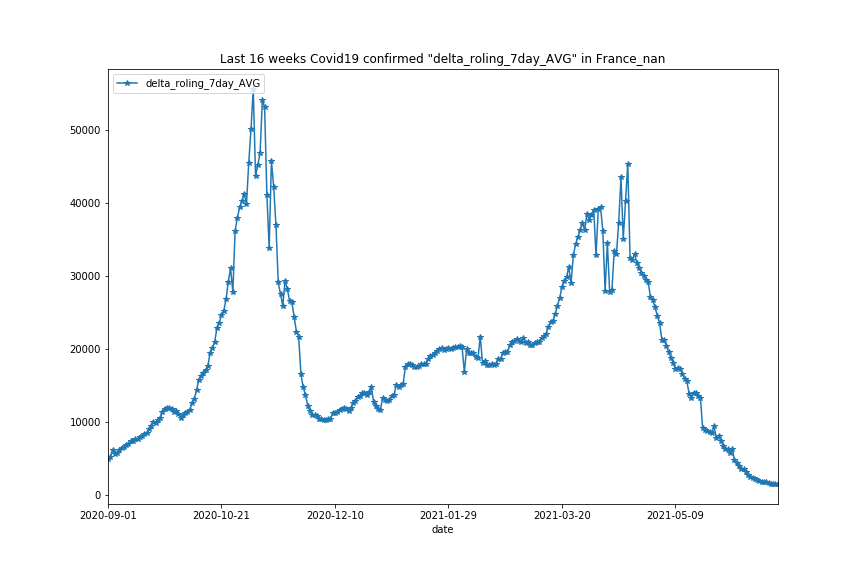 Last 16 weeks Covid19 confirmed "delta_roling_7day_AVG" in France_nan
delta_roling_7day_AVG
50000
40000
30000
20000
10000
0
2020-09-01 2020-10-21 2020-12-10 2021-01-29 2021-03-20 2021-05-09
date